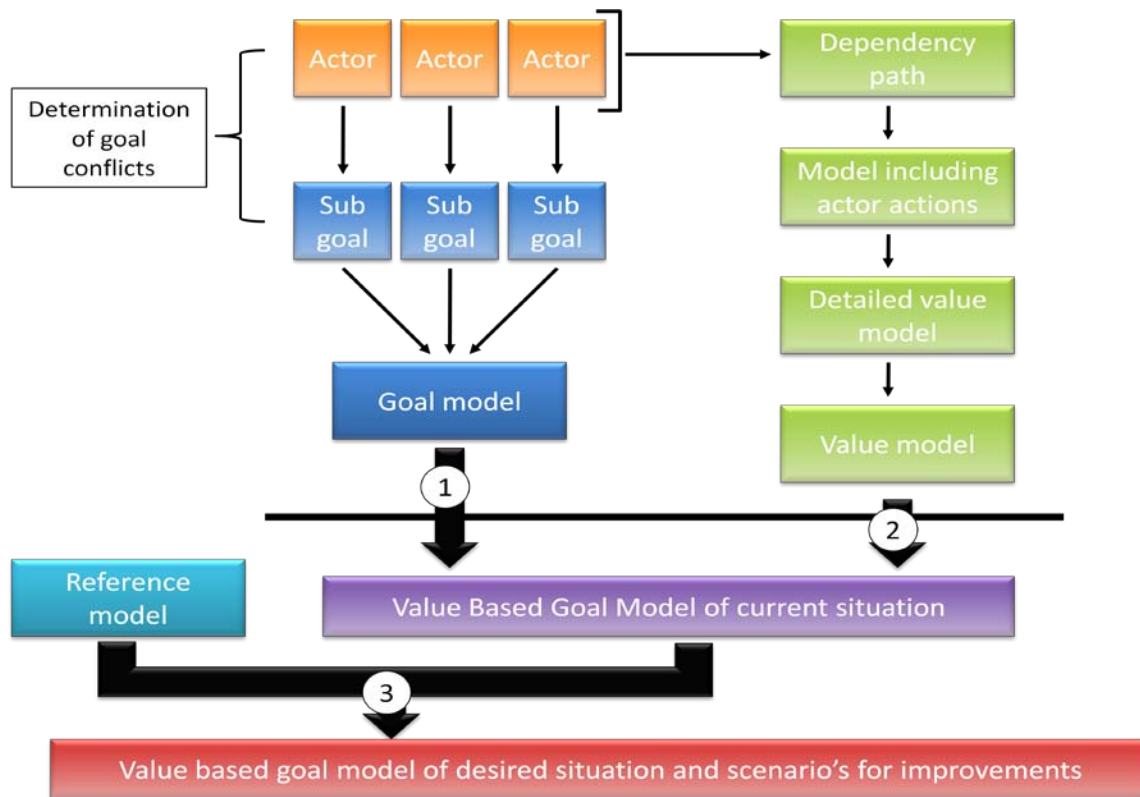 Actor
Actor
Actor
Dependency
path
Determination
of goal
conflicts
Model including
actor actions
Sub
goal
Sub
goal
Sub
goal
Detailed value
model
Goal model
Value model
1
2
Reference
model
Value Based Goal Model of current situation
3
Value based goal model of desired situation and scenario's for improvements